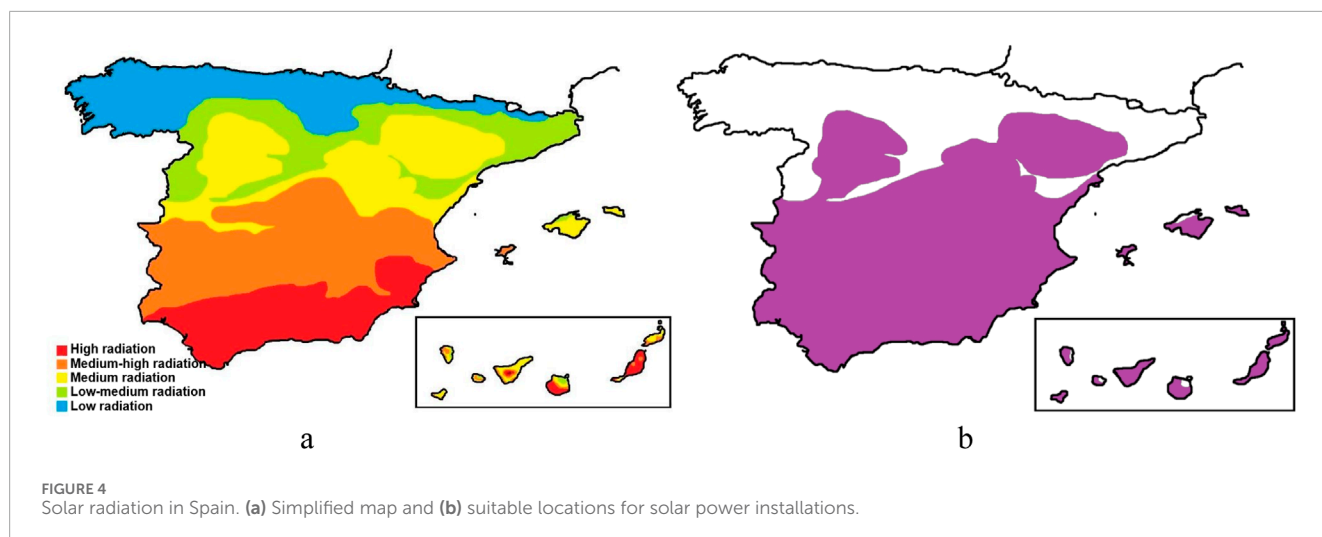 High radiation
Medium-high radiation
Medium radiation
Low-medium radiation
Low radiation
a
b
FIGURE 4
Solar radiation in Spain. (a) Simplified map and (b) suitable locations for solar power installations.